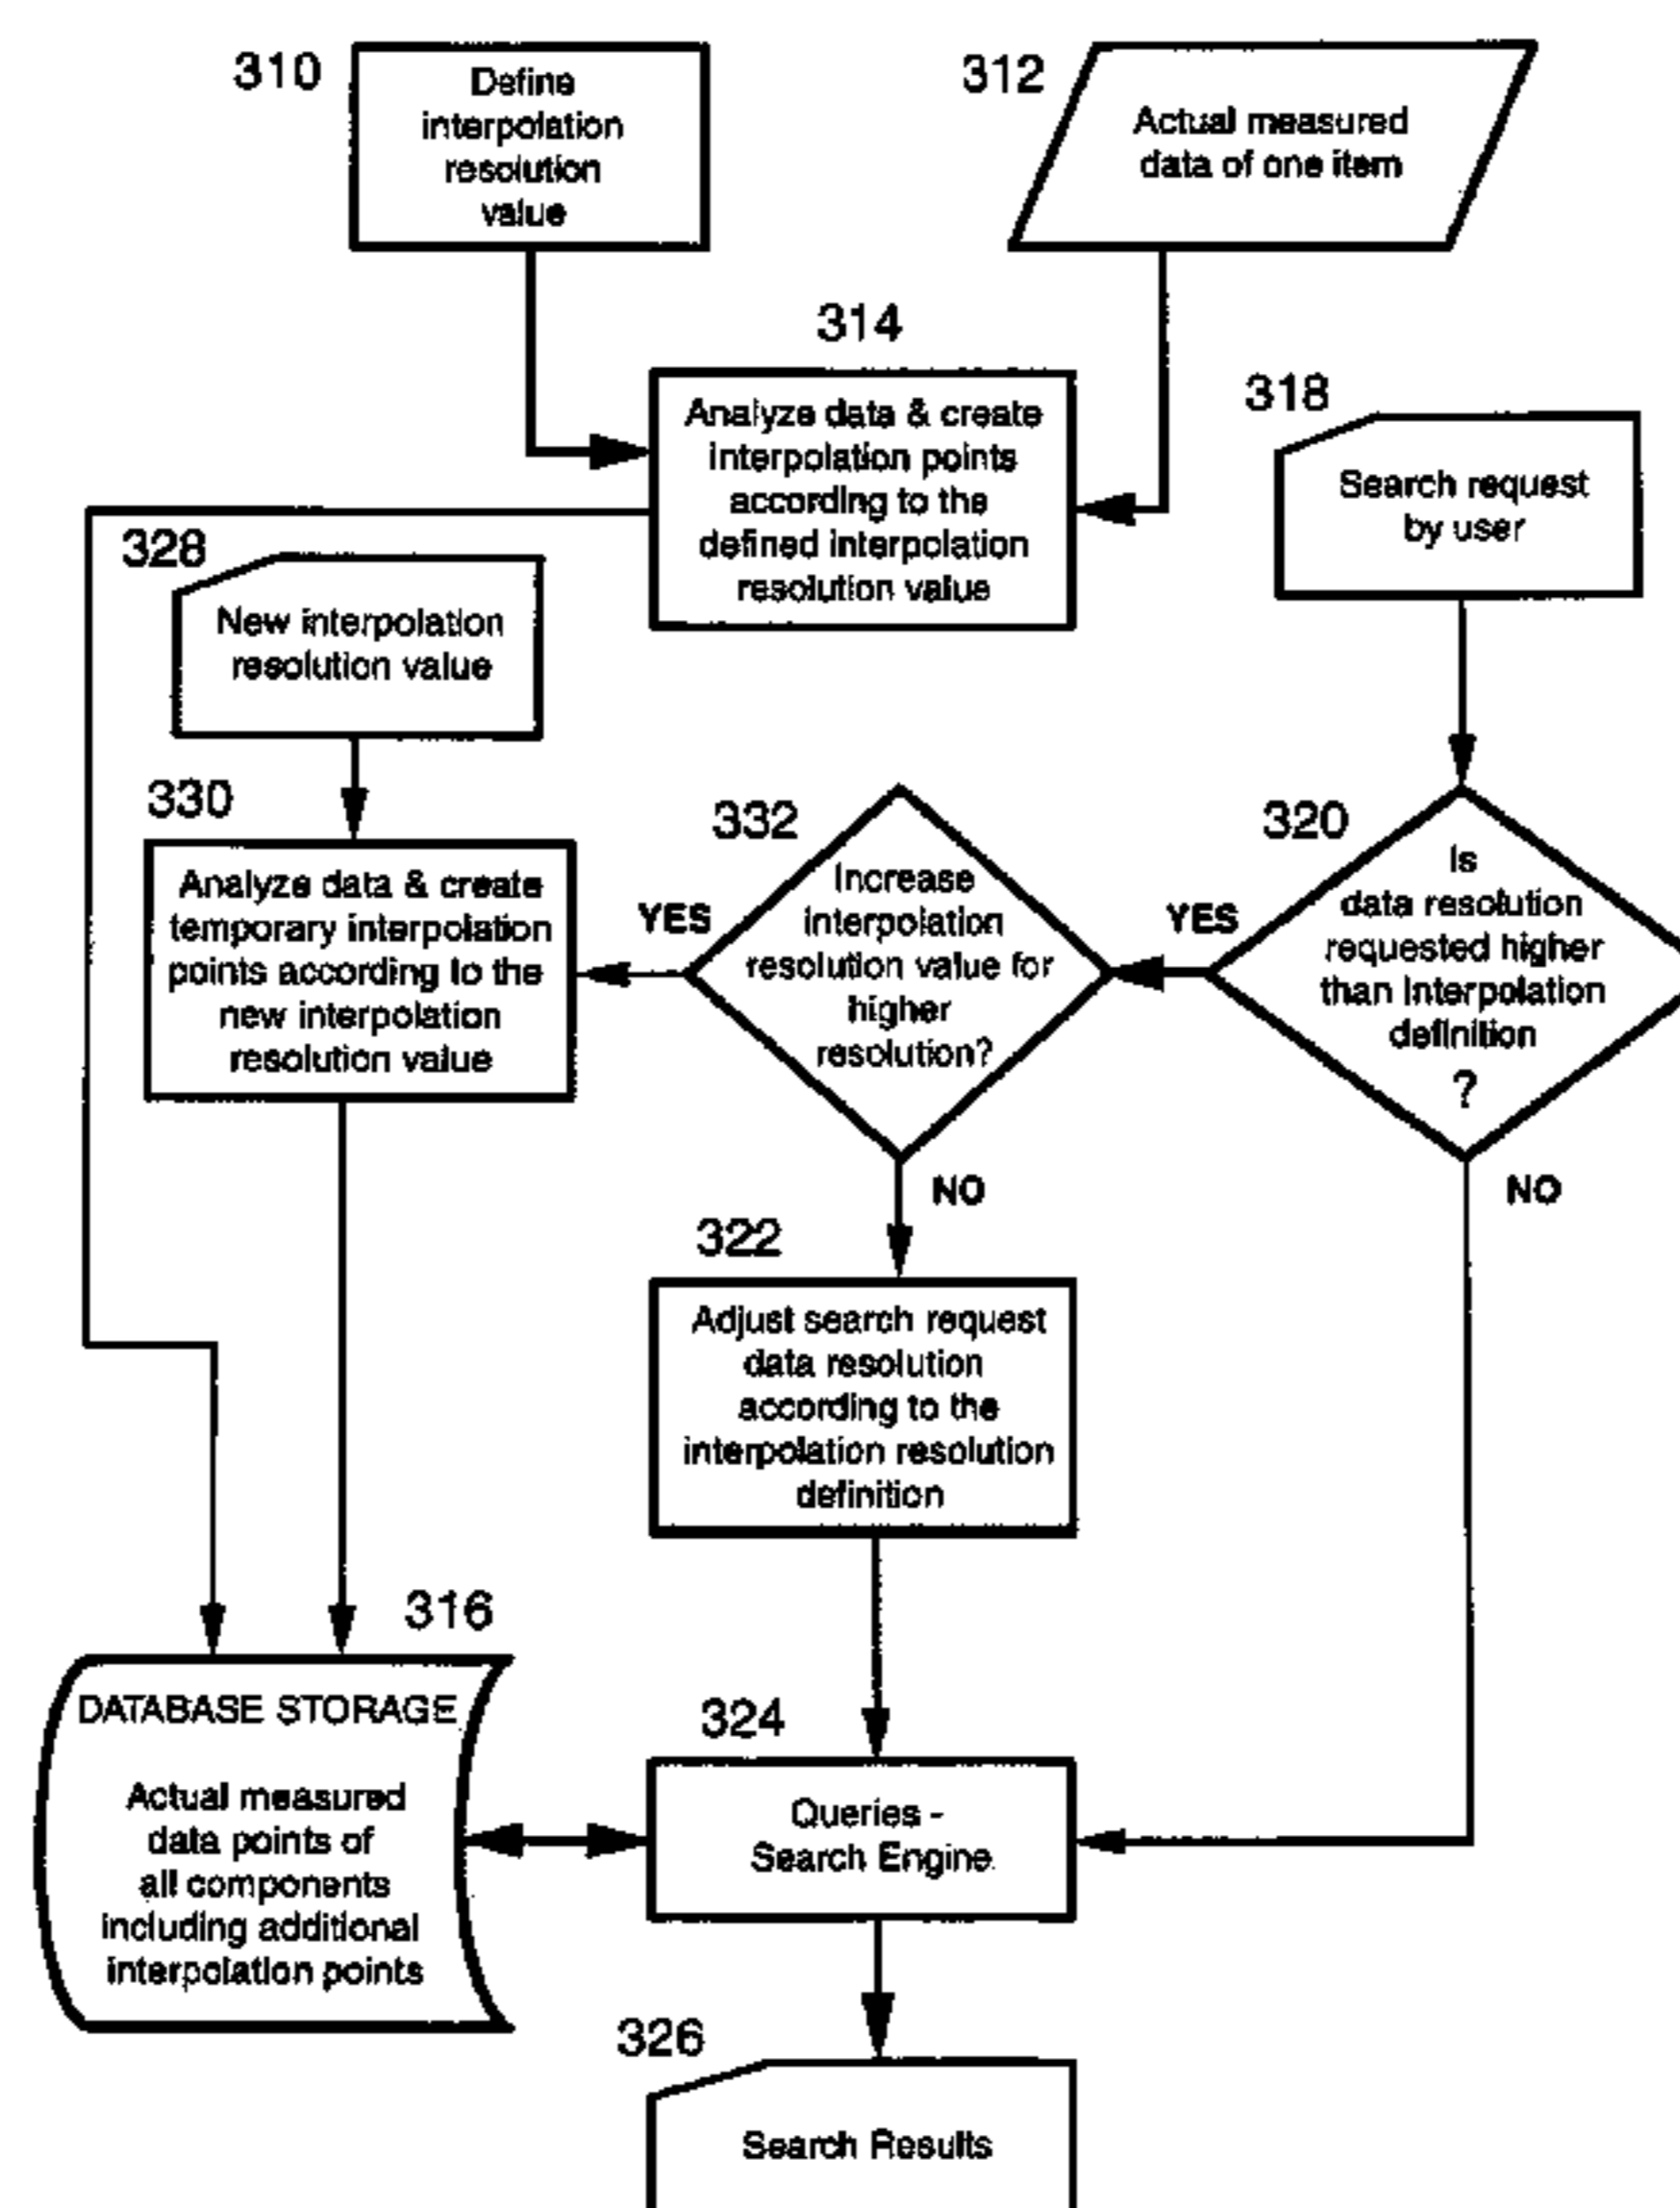 310
Define
interpolation
resolution
value
312
Actual measured
data of one item
314
Analyze data & create
interpolation points
according to the
defined interpolation
resolution value
318
Search request
by user
328
New interpolation
resolution value
330
Analyze data & create
temporary interpolation
points according to the
new interpolation
resolution value
YES
332
Increase
interpolation
resolution value for
higher
resolution?
NO
YES
320
Is
data resolution
requested higher
than interpolation
definition
?
NO
322
Adjust search request
data resolution
according to the
interpolation resolution
definition
316
DATABASE STORAGE
Actual measured
data points of
all components
including additional
interpolation points
324
Queries -
Search Engine
326
Search Results